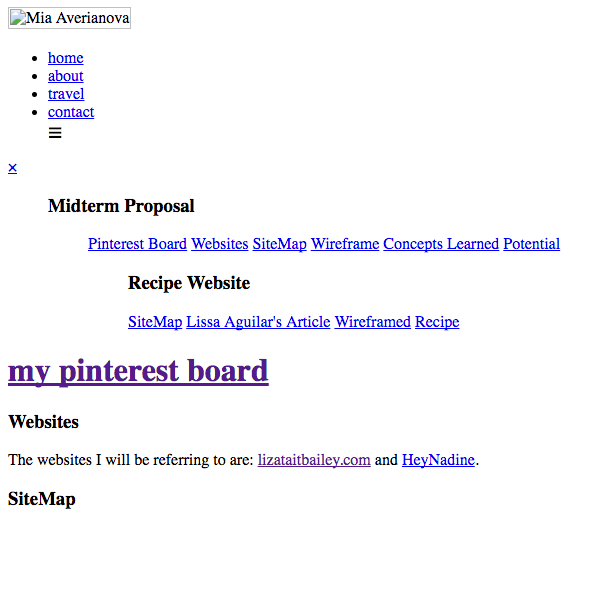 Mia Averianova
home
about
travel
contact
≡
×
Midterm Proposal
Pinterest Board Websites SiteMap Wireframe Concepts Learned Potential
Recipe Website
SiteMap Lissa Aguilar's Article Wireframed Recipe
my pinterest board
Websites
The websites I will be referring to are: lizataitbailey.com and HeyNadine.
SiteMap